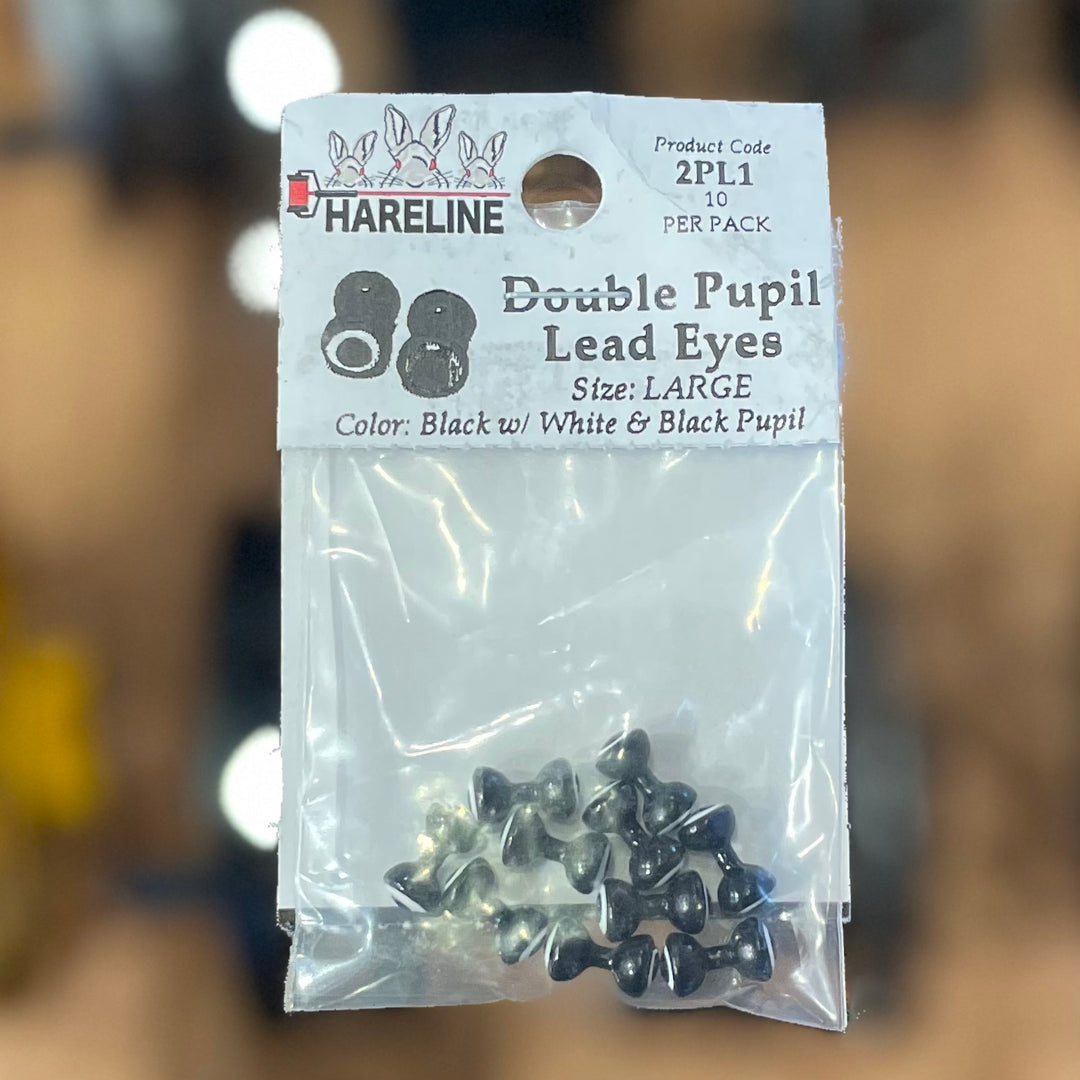 HARELINE
Product Code
2PL1
10
PER PACK
Double Pupil
Lead Eyes
Size: LARGE
Color: Black w/ White & Black Pupil